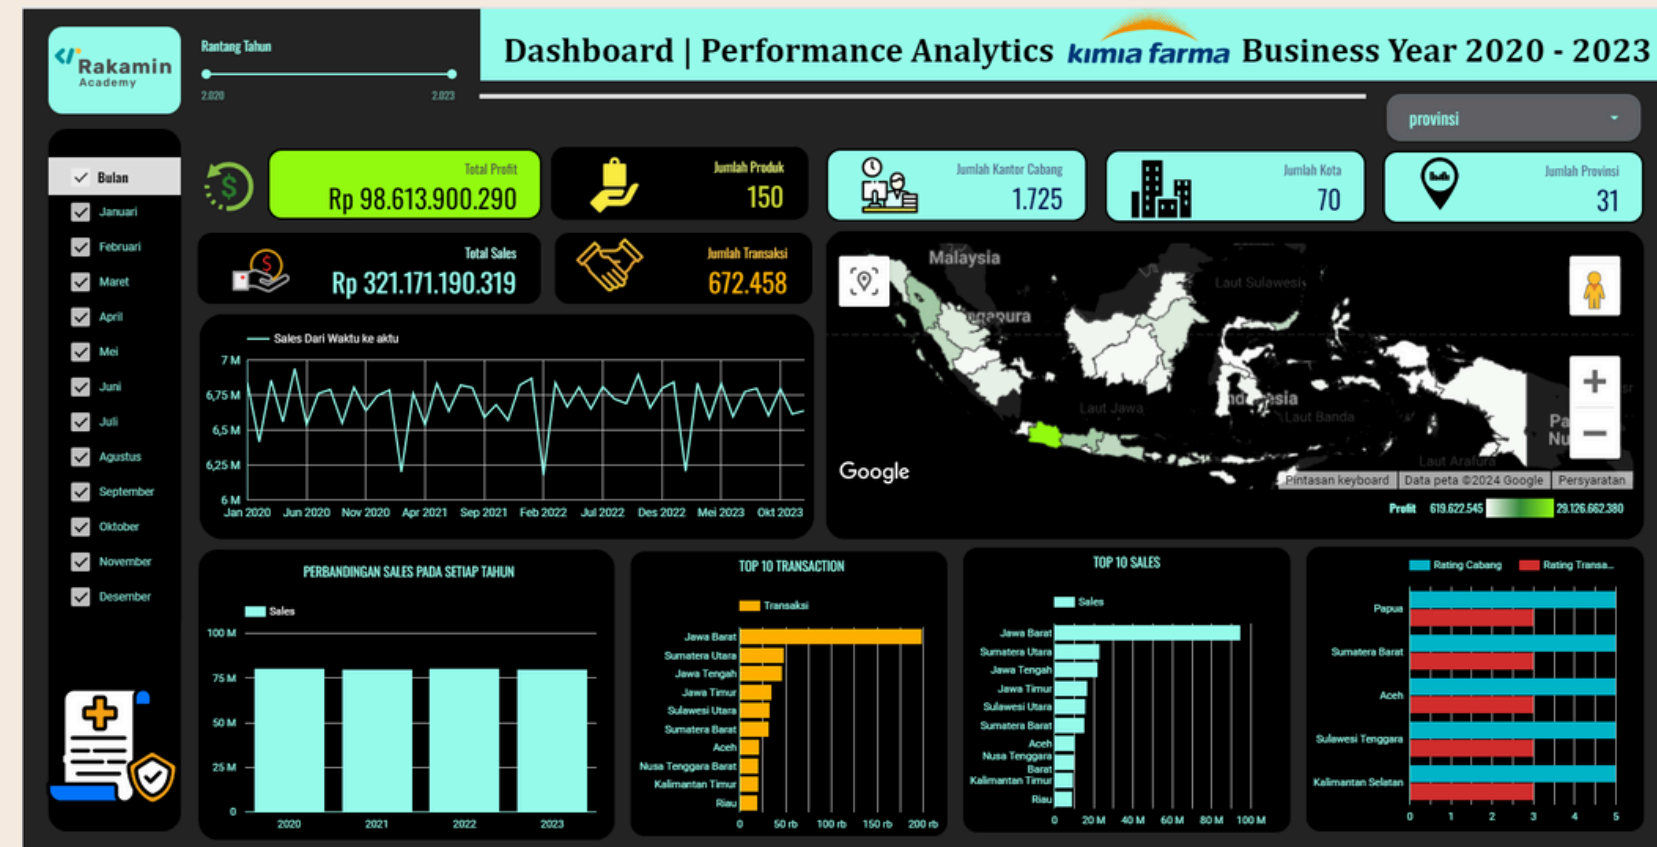 Rakamin
Academy
Rantang Tahun
2.020
2.023
Dashboard | Performance Analytics kimia farma Business Year 2020 - 2023
provinsi
Bulan
Januari
Februari
Maret
April
Mei
Juni
Juli
Agustus
September
Oktober
November
Desember
Total Profit
Rp 98.613.900.290
Jumlah Produk
150
Jumlah Kantor Cabang
1.725
Jumlah Kota
70
Jumlah Provinsi
31
Total Sales
Rp 321.171.190.319
Jumlah Transaksi
672.458
Sales Dari Waktu ke aktu
7 M
6,75 M
6,5 M
6,25 M
6 M
Jan 2020 Jun 2020 Nov 2020 Apr 2021 Sep 2021 Feb 2022 Jul 2022 Des 2022 Mei 2023 Okt 2023
Malaysia
Laut Sulawesi
Laut Jawa
Laut Banda
Laut Arafura
Google
Pintasan keyboard
Data peta ©2024 Google
Persyaratan
Profit 619.622.545 29.126.662.380
PERBANDINGAN SALES PADA SETIAP TAHUN
Sales
100 M
75 M
50 M
25 M
0
2020 2021 2022 2023
TOP 10 TRANSACTION
Transaksi
Jawa Barat
Sumatera Utara
Jawa Tengah
Jawa Timur
Sulawesi Utara
Sumatera Barat
Aceh
Nusa Tenggara Barat
Kalimantan Timur
Riau
0 50 rb 100 rb 150 rb 200 rb
TOP 10 SALES
Sales
Jawa Barat
Sumatera Utara
Jawa Tengah
Jawa Timur
Sulawesi Utara
Sumatera Barat
Aceh
Nusa Tenggara
Barat
Kalimantan Timur
Riau
0 20 M 40 M 60 M 80 M 100 M
Rating Cabang
Rating Transa...
Papua
Sumatera Barat
Aceh
Sulawesi Tenggara
Kalimantan Selatan
0 1 2 3 4 5